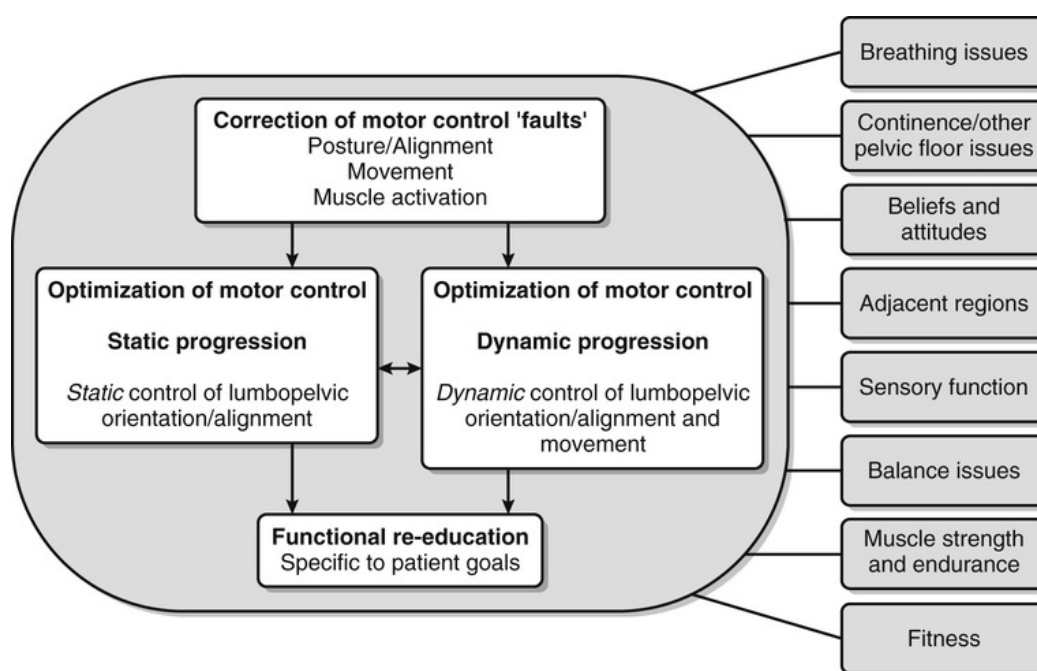 Correction of motor control 'faults'
Posture/Alignment
Movement
Muscle activation
Optimization of motor control
Static progression
Static control of lumbopelvic
orientation/alignment
Optimization of motor control
Dynamic progression
Dynamic control of lumbopelvic
orientation/alignment and
movement
Functional re-education
Specific to patient goals
Breathing issues
Continence/other
pelvic floor issues
Beliefs and
attitudes
Adjacent regions
Sensory function
Balance issues
Muscle strength
and endurance
Fitness